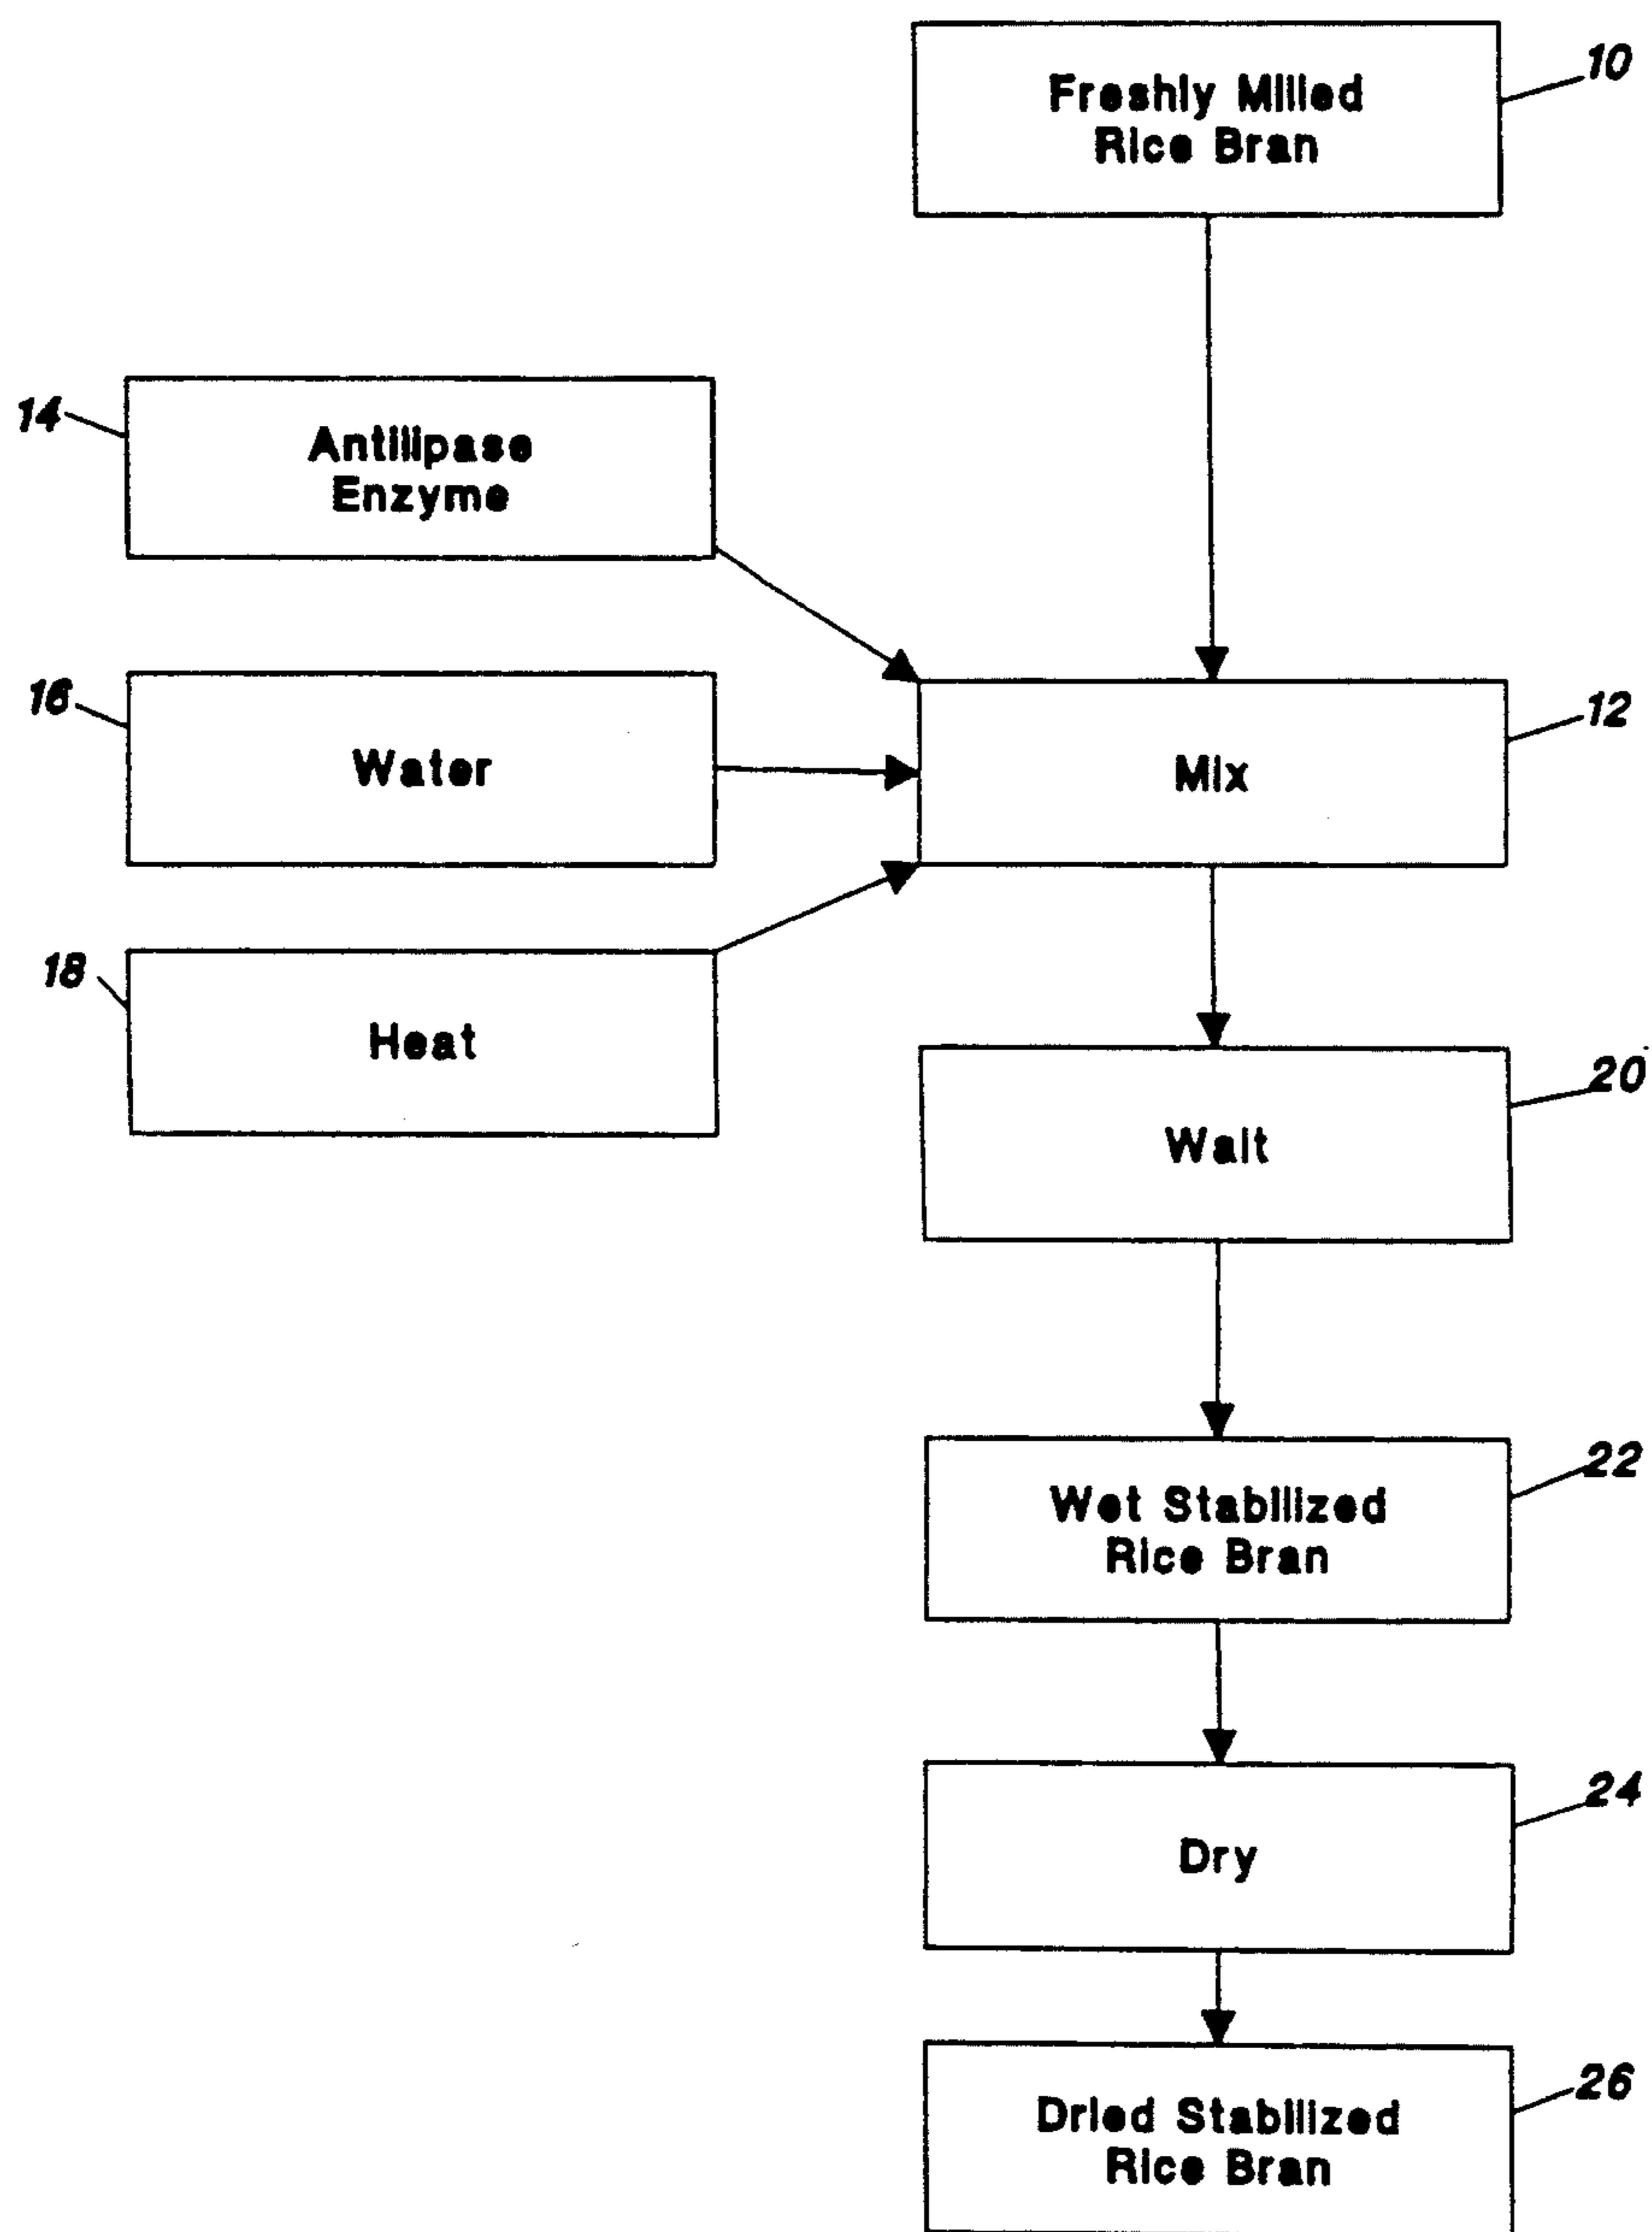 Freshly Milled
Rice Bran
10
14
Antilipase
Enzyme
16
Water
Mix
12
18
Heat
Wait
20
Wet Stabilized
Rice Bran
22
Dry
24
Dried Stabilized
Rice Bran
26